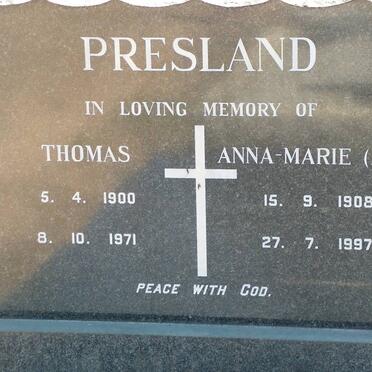 PRESLAND
IN LOVING MEMORY OF
THOMAS ANNA-MARIE (
5. 4. 1900 15. 9. 1908
8. 10. 1971 27. 7. 1997
PEACE WITH GOD.